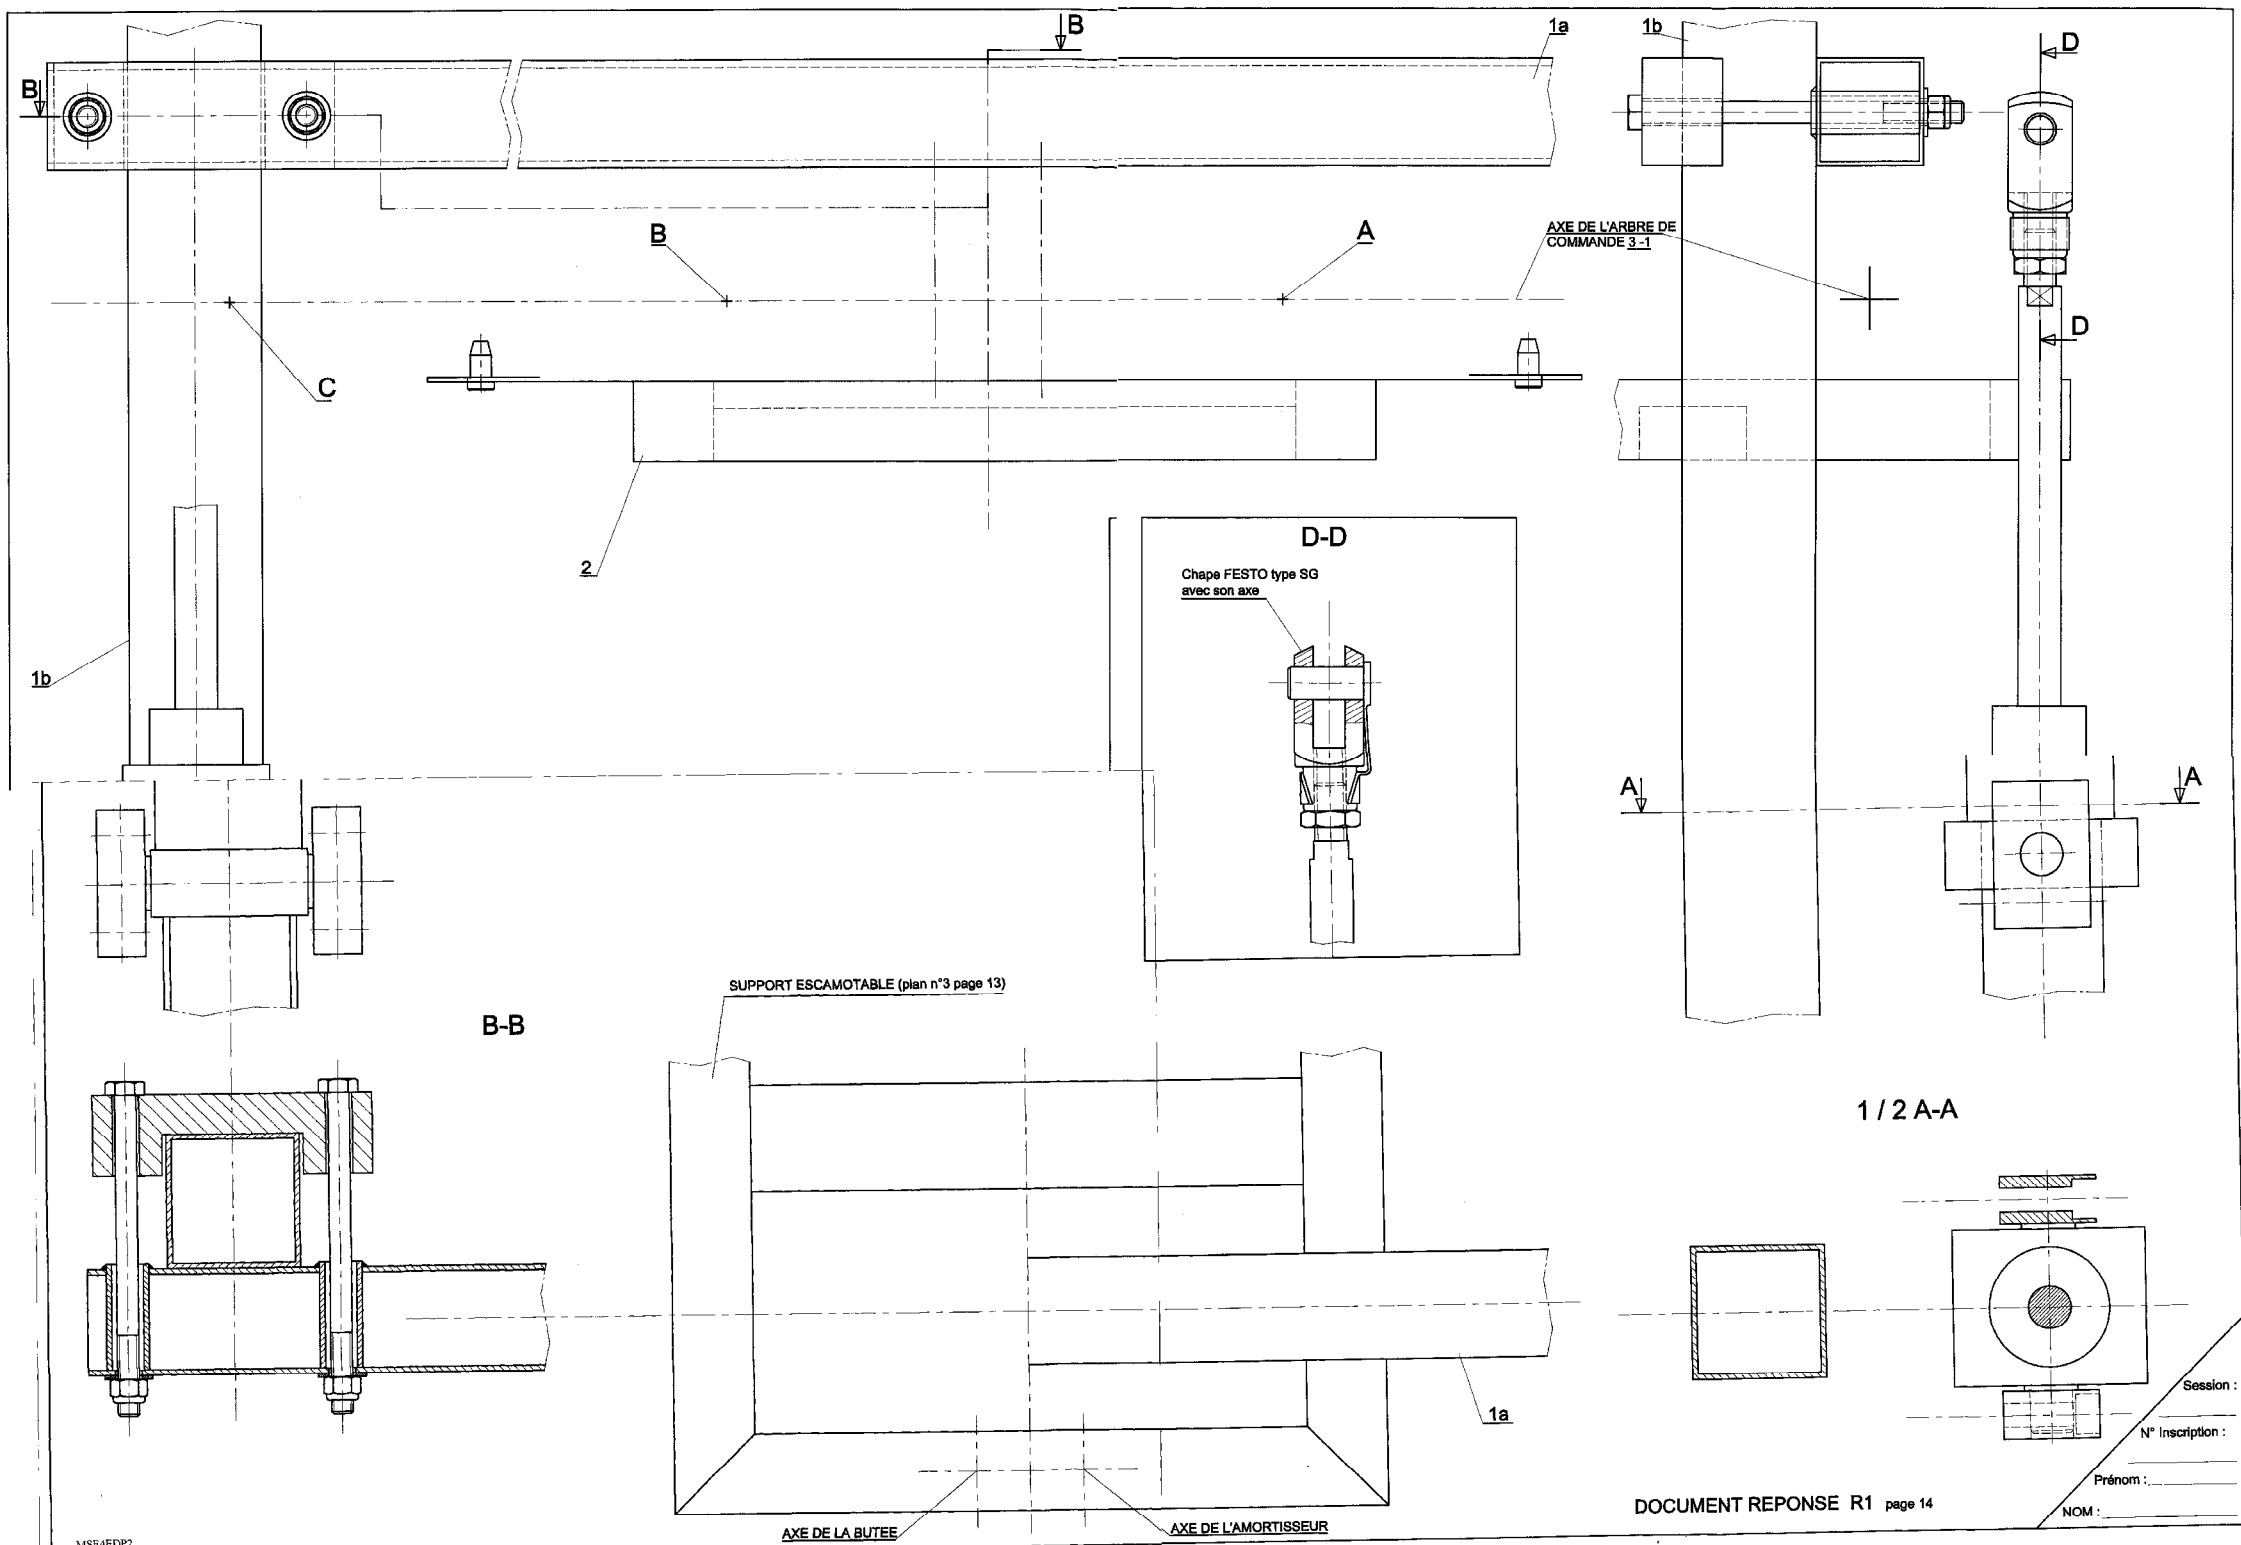 B
1a
1b
D
B
B
A
AXE DE L'ARBRE DE
COMMANDE 3 -1
D
C
2
D-D
Chape FESTO type SG
avec son axe
1b
A
A
SUPPORT ESCAMOTABLE (plan n°3 page 13)
B-B
1 / 2 A-A
1a
Session :
N° Inscription :
Prénom :
NOM :
DOCUMENT REPONSE R1 page 14
AXE DE LA BUTEE
AXE DE L'AMORTISSEUR